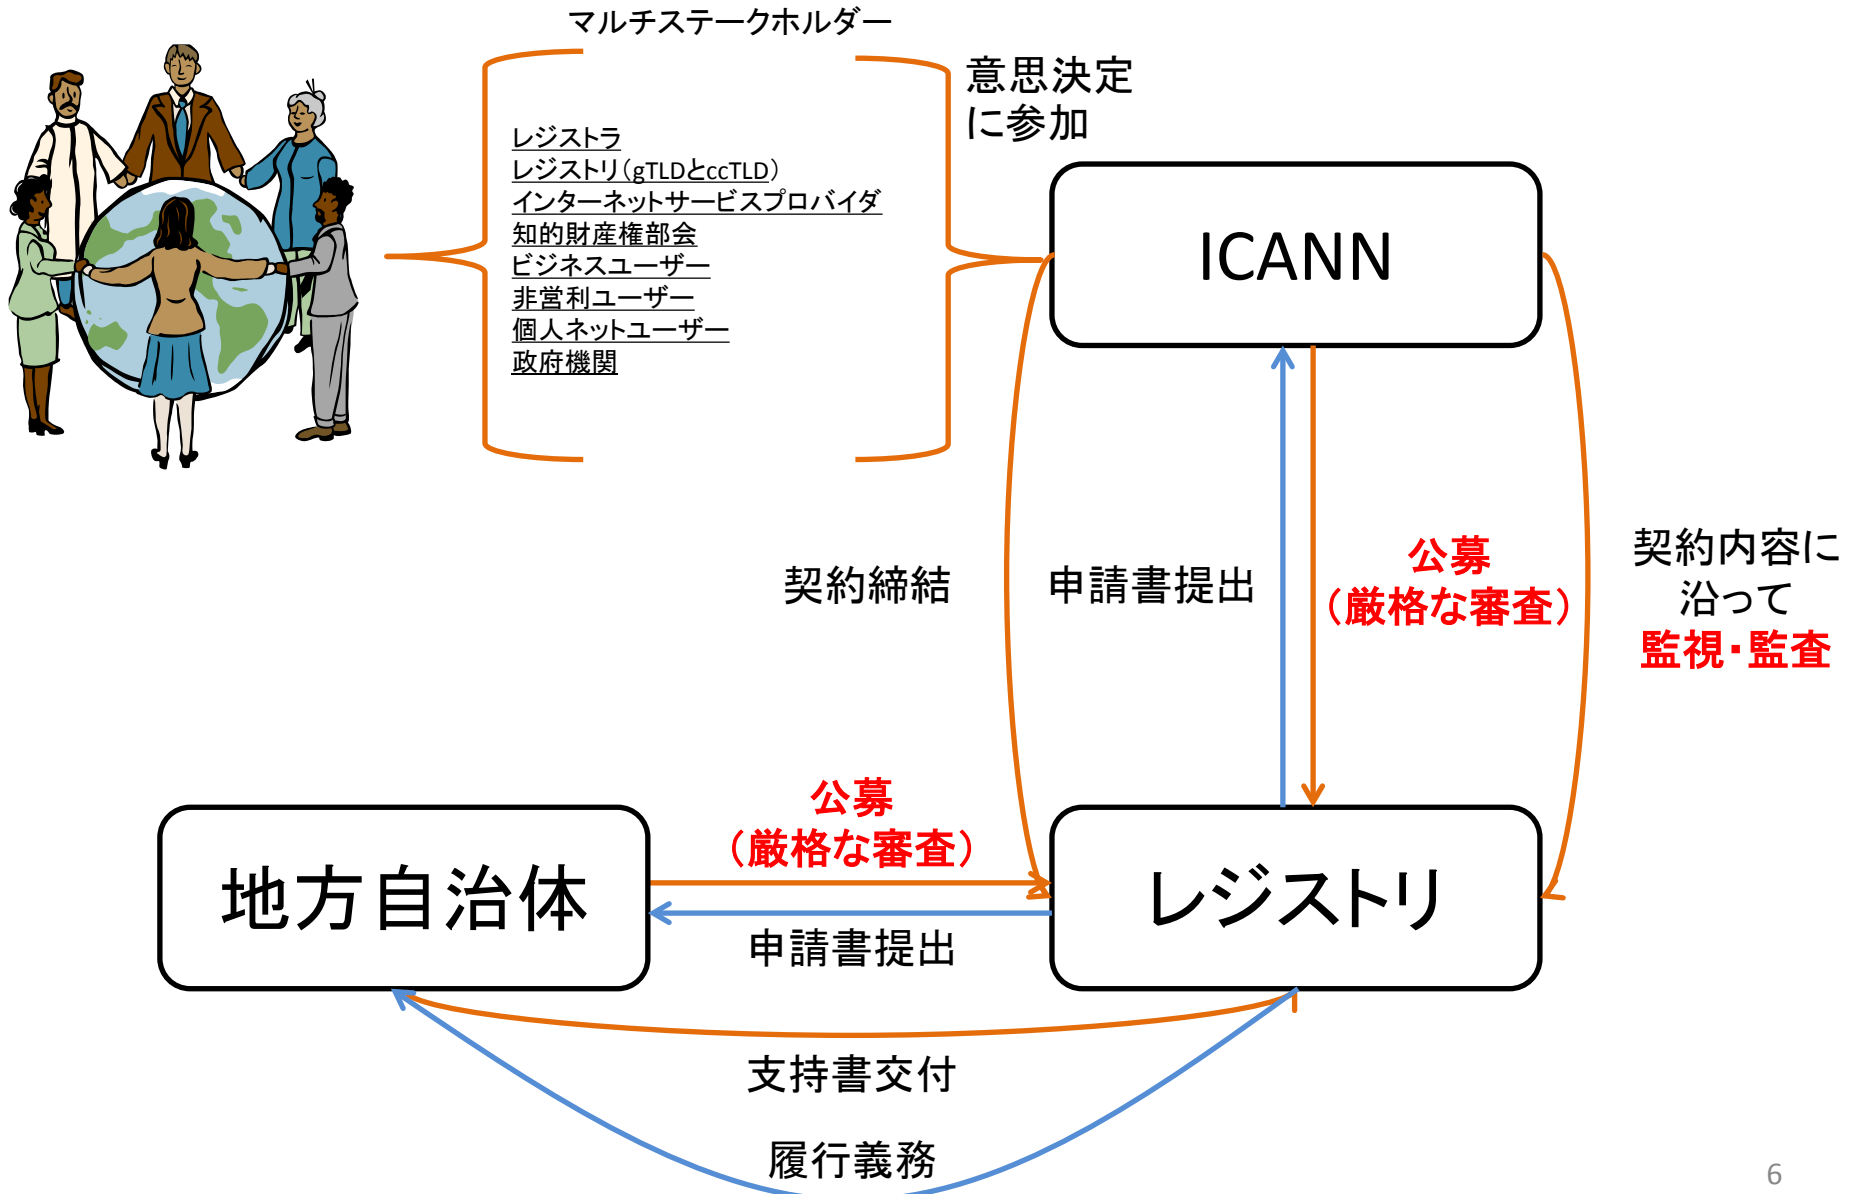 マルチステークホルダー
レジストラ
レジストリ（gTLDとccTLD）
インターネットサービスプロバイダ
知的財産権部会
ビジネスユーザー
非営利ユーザー
個人ネットユーザー
政府機関
意思決定
に参加
ICANN
契約締結
申請書提出
公募
（厳格な審査）
契約内容に
沿って
監視・監査
公募
（厳格な審査）
地方自治体
レジストリ
申請書提出
支持書交付
履行義務
6